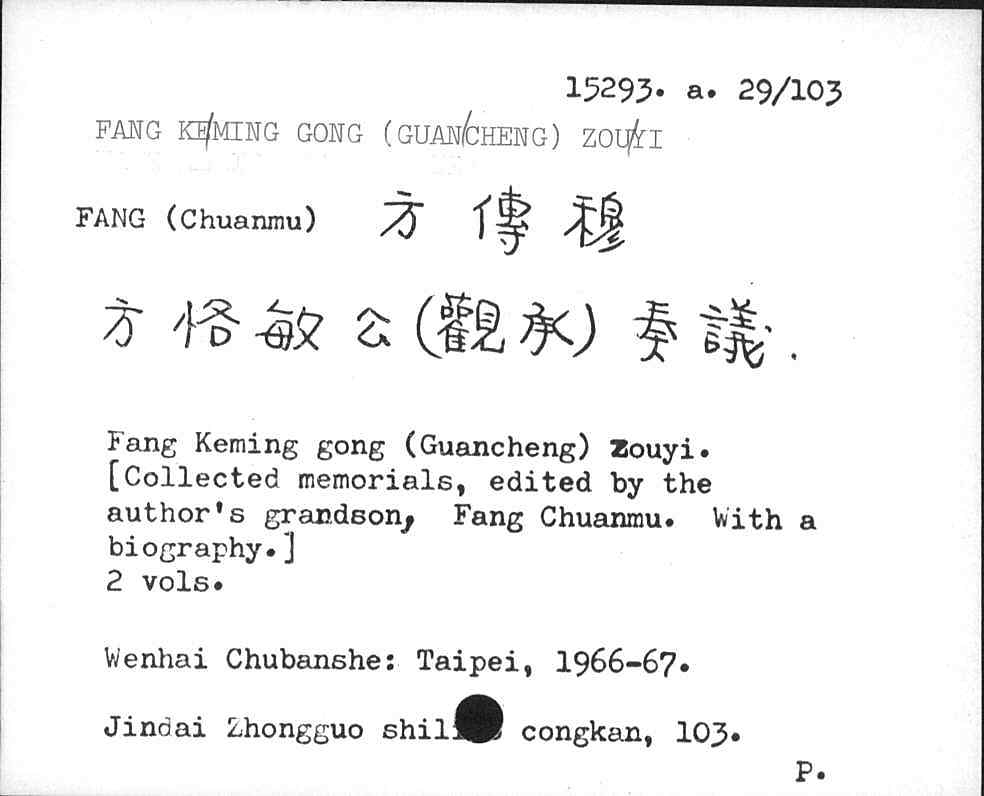 15293. a. 29/103
FANG KE/MING GONG (GUAN/CHENG) ZOU/YI
FANG (Chuanmu) 方 傳 穆
方 恪 敏 公 (觀 承) 奏 議.
Fang Keming gong (Guancheng) Zouyi.
[Collected memorials, edited by the
author's grandson, Fang Chuanmu. With a
biography.]
2 vols.
Wenhai Chubanshe: Taipei, 1966-67.
Jindai Zhongguo congkan, 103.
P.